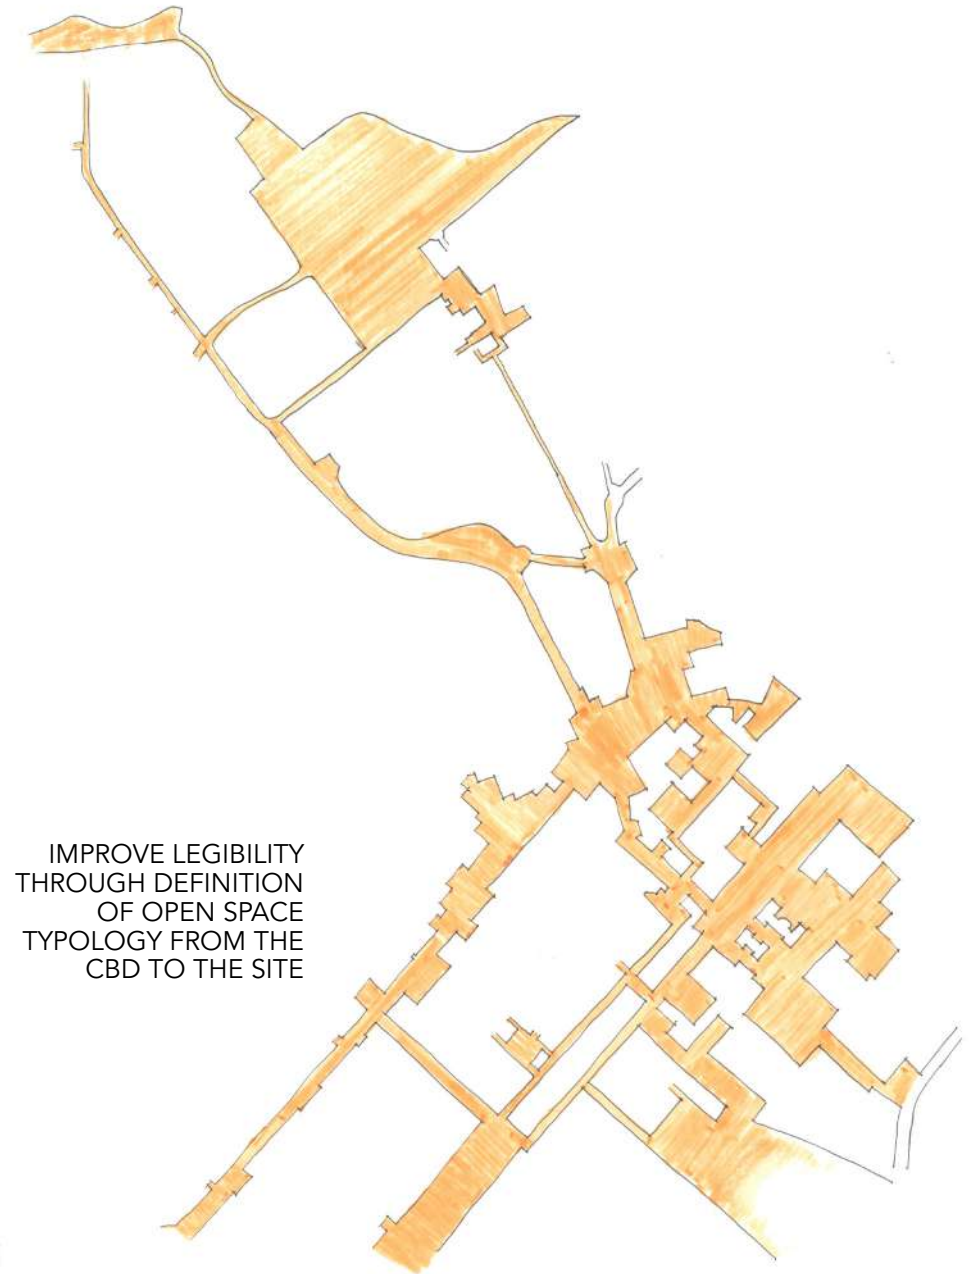 IMPROVE LEGIBILITY
THROUGH DEFINITION
OF OPEN SPACE
TYPOLOGY FROM THE
CBD TO THE SITE